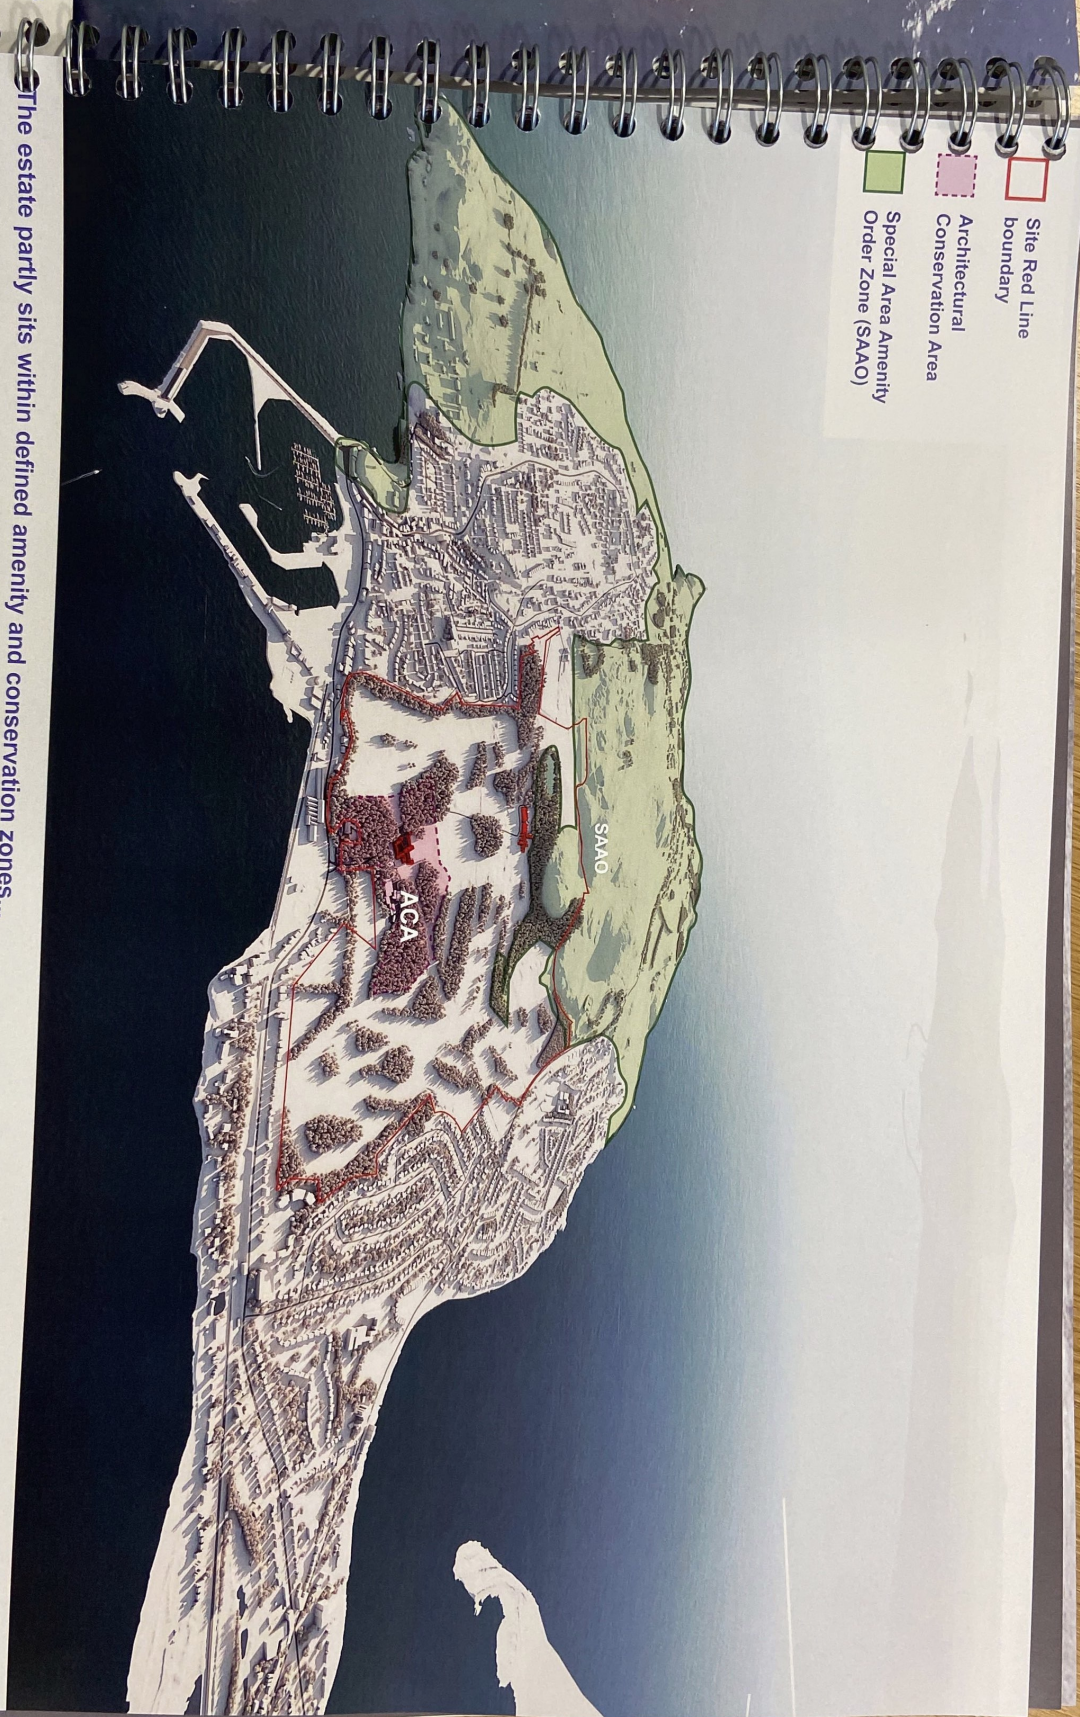 Site Red Line
boundary
Architectural
Conservation Area
Special Area Amenity
Order Zone (SAAO)
SAAO
ACA
The estate partly sits within defined amenity and conservation zones.